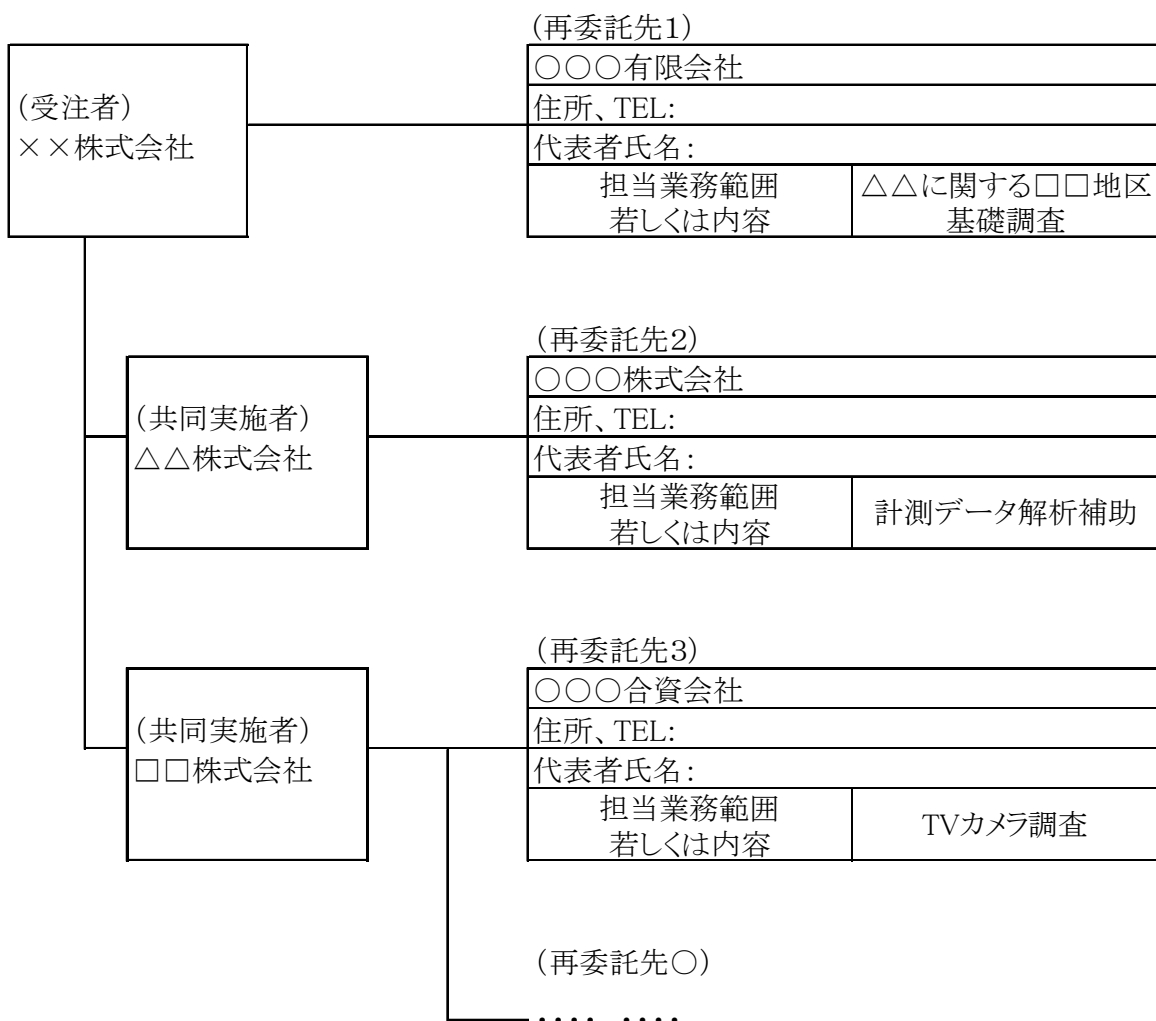 (再委託先1)
○○○有限会社
(受注者)
××株式会社
住所、TEL:
代表者氏名:
担当業務範囲
若しくは内容
△△に関する□□地区
基礎調査
(再委託先2)
○○○株式会社
(共同実施者)
△△株式会社
住所、TEL:
代表者氏名:
担当業務範囲
若しくは内容
計測データ解析補助
(再委託先3)
○○○合資会社
(共同実施者)
□□株式会社
住所、TEL:
代表者氏名:
担当業務範囲
若しくは内容
TVカメラ調査
(再委託先○)
・・・・ ・・・・